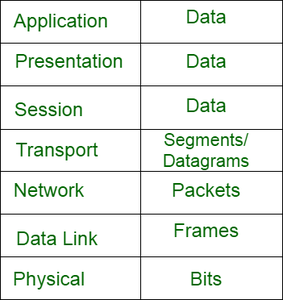 Application Data
Presentation Data
Session Data
Transport Segments/
Datagrams
Network Packets
Data Link Frames
Physical Bits